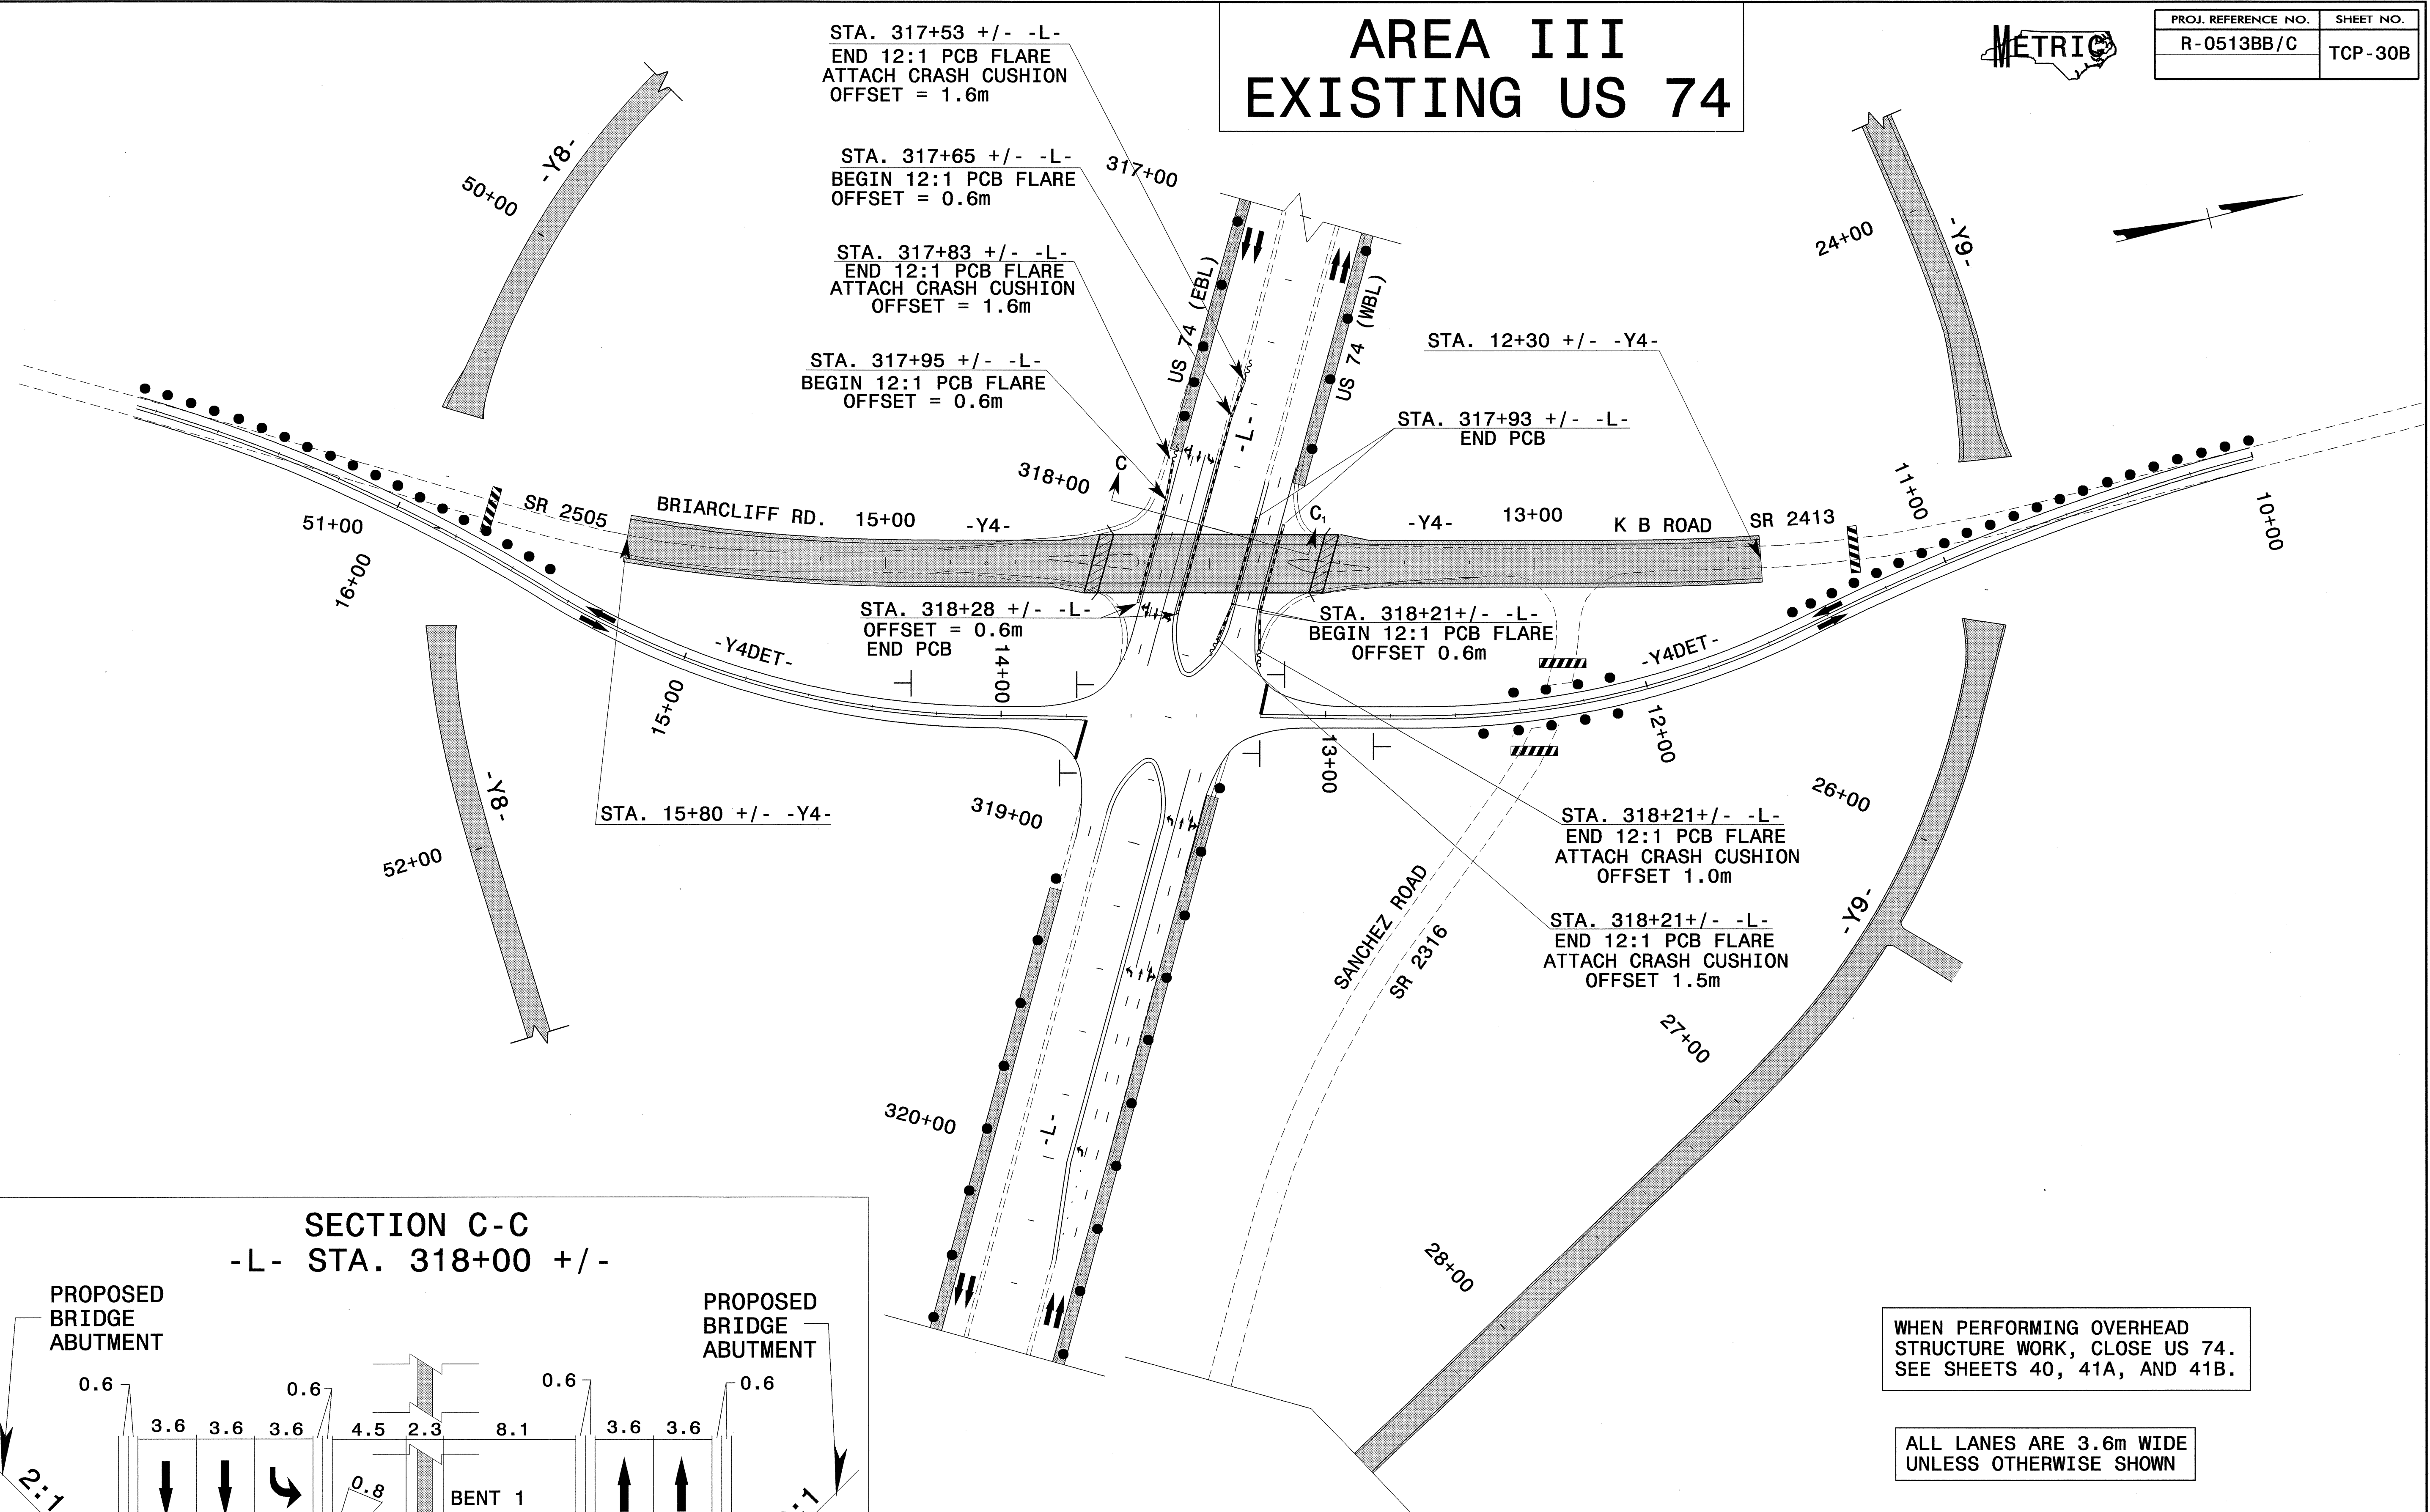 AREA III
EXISTING US 74
METRIC
PROJ. REFERENCE NO.
SHEET NO.
R-0513BB/C
TCP-30B
STA. 317+53 +/- -L-
END 12:1 PCB FLARE
ATTACH CRASH CUSHION
OFFSET = 1.6m
STA. 317+65 +/- -L-
BEGIN 12:1 PCB FLARE
OFFSET = 0.6m
STA. 317+83 +/- -L-
END 12:1 PCB FLARE
ATTACH CRASH CUSHION
OFFSET = 1.6m
STA. 317+95 +/- -L-
BEGIN 12:1 PCB FLARE
OFFSET = 0.6m
317+00
-Y8-
50+00
24+00
-Y9-
US 74 (EBL)
US 74 (WBL)
-L-
STA. 12+30 +/- -Y4-
STA. 317+93 +/- -L-
END PCB
318+00
C
C1
51+00
16+00
SR 2505
BRIARCLIFF RD.
15+00
-Y4-
-Y4-
13+00
K B ROAD
SR 2413
11+00
10+00
STA. 318+28 +/- -L-
OFFSET = 0.6m
END PCB
STA. 318+21+/- -L-
BEGIN 12:1 PCB FLARE
OFFSET 0.6m
-Y4DET-
15+00
14+00
13+00
-Y4DET-
12+00
-Y8-
52+00
STA. 15+80 +/- -Y4-
319+00
26+00
STA. 318+21+/- -L-
END 12:1 PCB FLARE
ATTACH CRASH CUSHION
OFFSET 1.0m
STA. 318+21+/- -L-
END 12:1 PCB FLARE
ATTACH CRASH CUSHION
OFFSET 1.5m
SANCHEZ ROAD
SR 2316
-Y9-
27+00
28+00
320+00
-L-
SECTION C-C
-L- STA. 318+00 +/-
PROPOSED
BRIDGE
ABUTMENT
PROPOSED
BRIDGE
ABUTMENT
0.6
0.6
0.6
0.6
3.6
3.6
3.6
4.5
2.3
8.1
3.6
3.6
2:1
0.8
BENT 1
:1
WHEN PERFORMING OVERHEAD
STRUCTURE WORK, CLOSE US 74.
SEE SHEETS 40, 41A, AND 41B.
ALL LANES ARE 3.6m WIDE
UNLESS OTHERWISE SHOWN